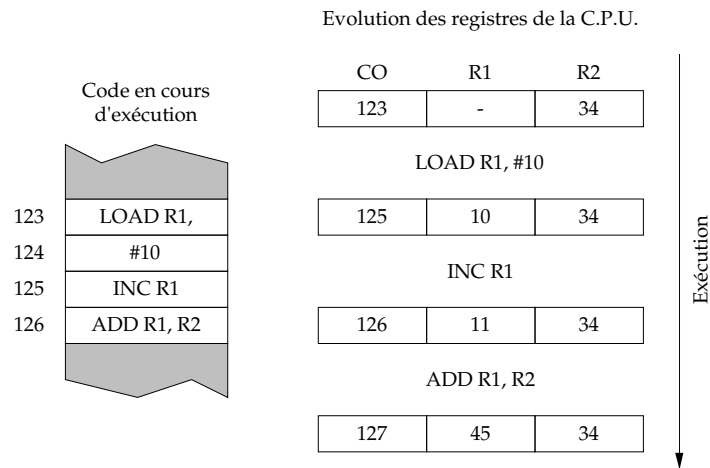 Evolution des registres de la C.P.U.
Code en cours
d'exécution
123 LOAD R1,
124 #10
125 INC R1
126 ADD R1, R2
CO R1 R2
123 - 34
LOAD R1, #10
125 10 34
INC R1
126 11 34
ADD R1, R2
127 45 34
Exécution